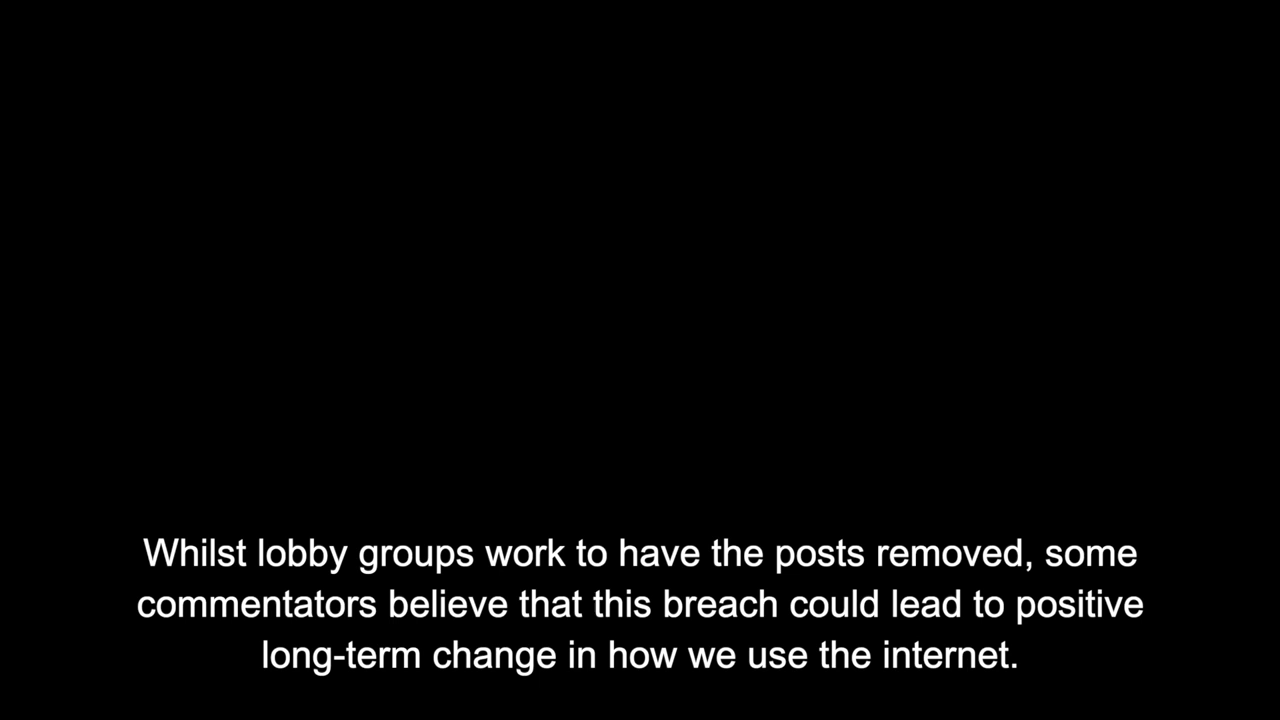 Whilst lobby groups work to have the posts removed, some
commentators believe that this breach could lead to positive
long-term change in how we use the internet.